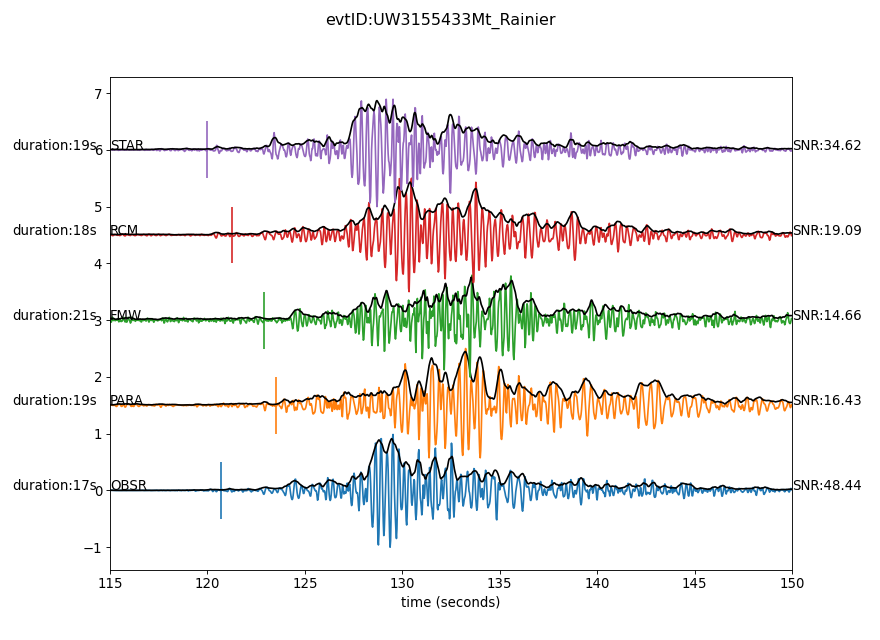 evtID:UW3155433Mt_Rainier
7
duration:19s 6 STAR SNR:34.62
5
duration:18s RCM SNR:19.09
4
duration:21s 3 FMW SNR:14.66
2
duration:19s PARA SNR:16.43
1
duration:17s 0 OBSR SNR:48.44
−1
115 120 125 130 135 140 145 150
time (seconds)